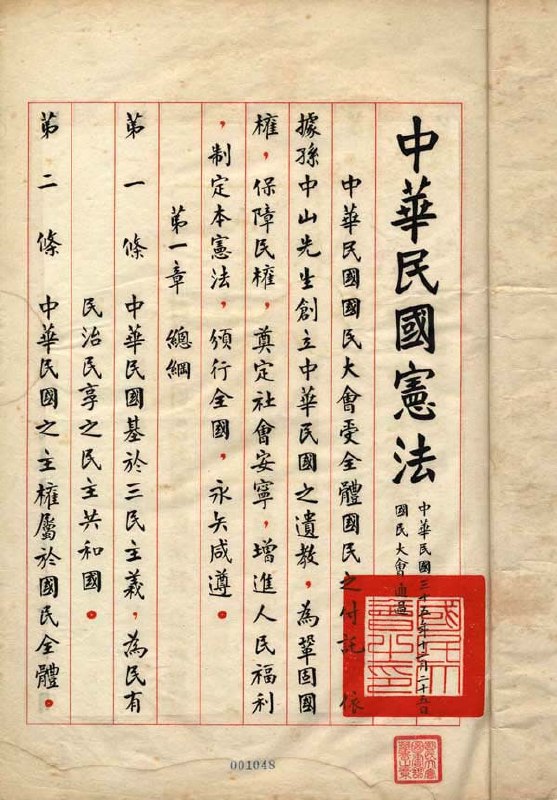 中華民國憲法
中華民國三十五年十二月二十五日
國民大會通過
中華民國國民大會受全體國民之付託,依
據孫中山先生創立中華民國之遺教,為鞏固國
權,保障民權,奠定社會安寧,增進人民福利
,制定本憲法,頒行全國,永矢咸遵。
第一章 總綱
第一條 中華民國基於三民主義,為民有
民治民享之民主共和國。
第二條 中華民國之主權屬於國民全體。
國民大
會之印
001048